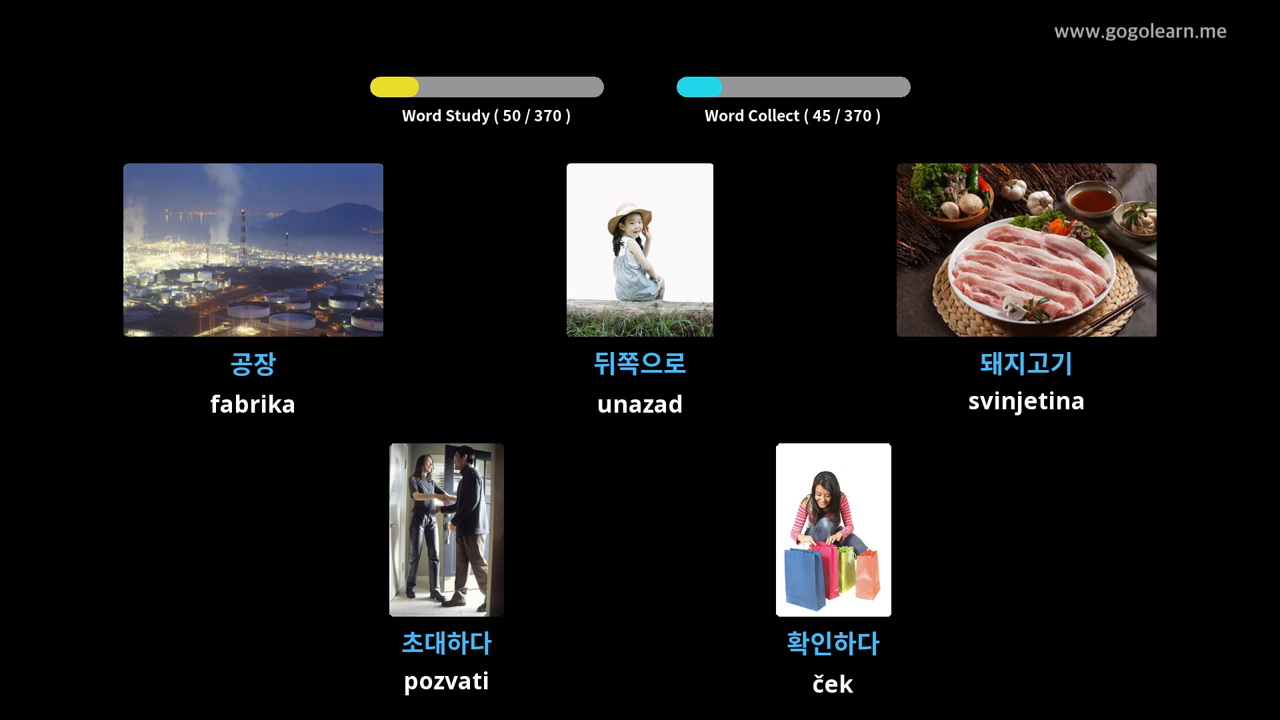 www.gogolearn.me
Word Study ( 50 / 370 )
Word Collect ( 45 / 370 )
공장
fabrika
뒤쪽으로
unazad
돼지고기
svinjetina
초대하다
pozvati
확인하다
ček